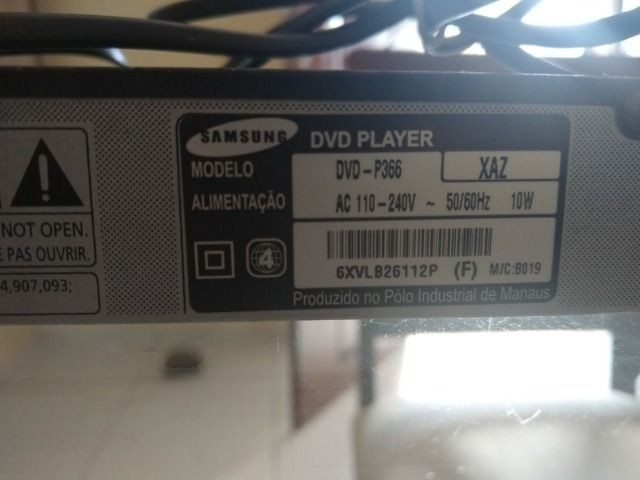 SAMSUNG DVD PLAYER
MODELO DVD-P366 XAZ
ALIMENTAÇÃO AC 110-240V ~ 50/60Hz 10W
4
6XVLB26112P (F) M/C:B019
Produzido no Pólo Industrial de Manaus
NOT OPEN.
PAS OUVRIR.
4,907,093;